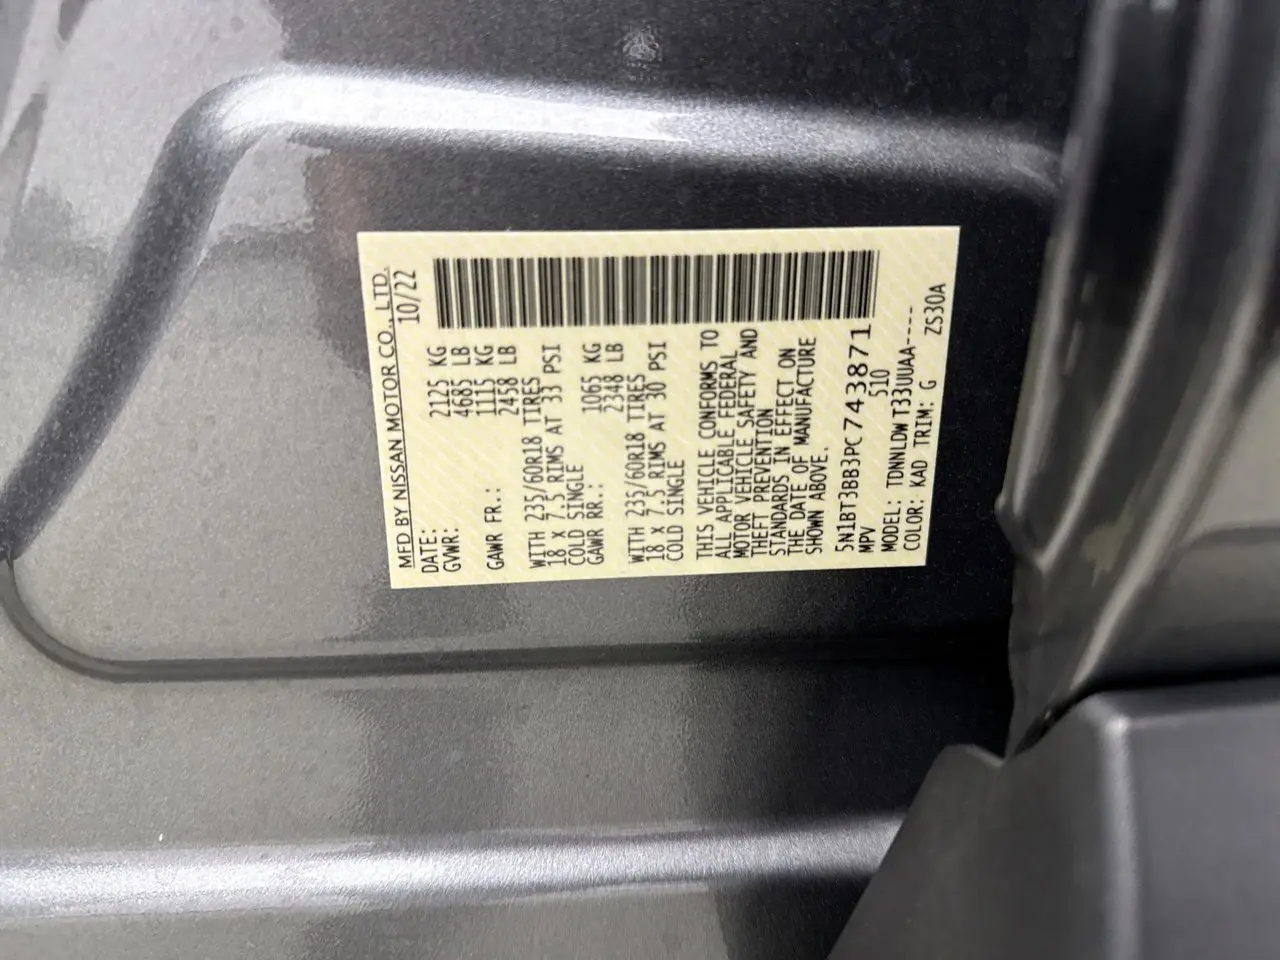 MFD BY NISSAN MOTOR CO., LTD.
DATE: 10/22
GVWR: 2125 KG
4685 LB
GAWR FR.: 1115 KG
2458 LB
WITH 235/60R18 TIRES
18 X 7.5 RIMS AT 33 PSI
COLD SINGLE
GAWR RR.: 1065 KG
2348 LB
WITH 235/60R18 TIRES
18 X 7.5 RIMS AT 30 PSI
COLD SINGLE
THIS VEHICLE CONFORMS TO
ALL APPLICABLE FEDERAL
MOTOR VEHICLE SAFETY AND
THEFT PREVENTION
STANDARDS IN EFFECT ON
THE DATE OF MANUFACTURE
SHOWN ABOVE.
5N1BT3BB3PC743871
MPV 510
MODEL: TDNNLDW T33UUAA----
COLOR: KAD TRIM: G ZS30A